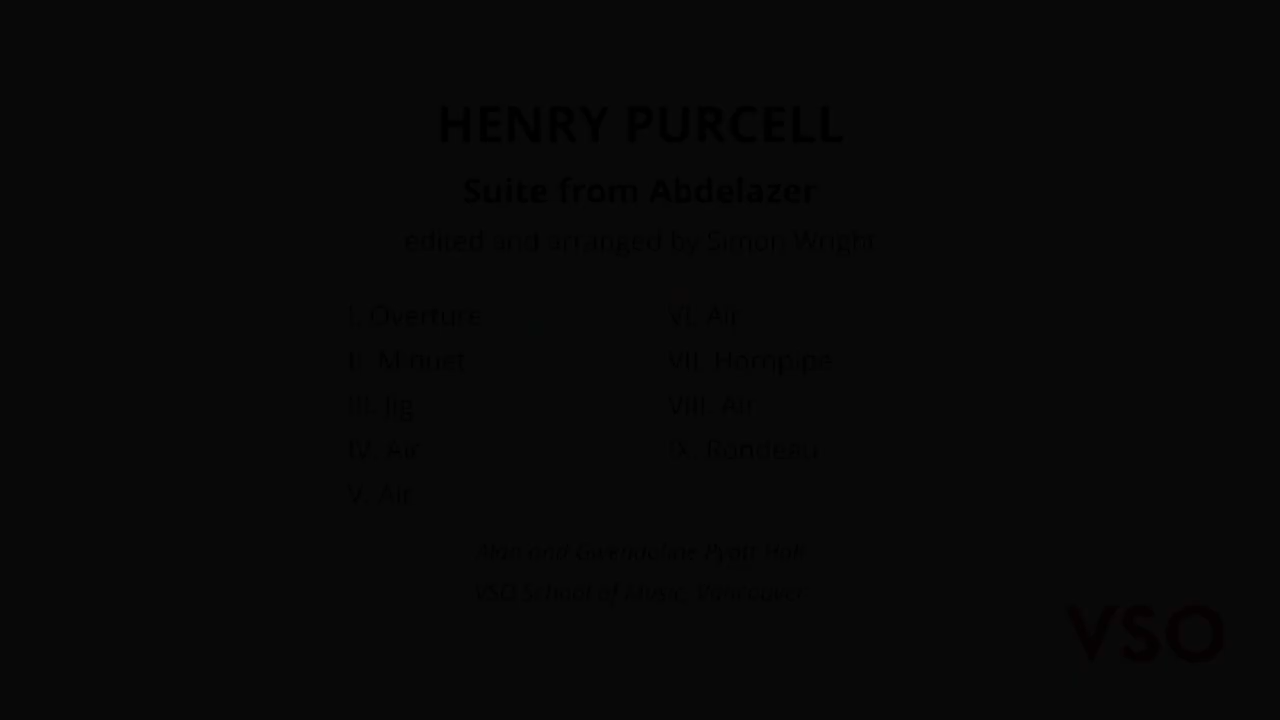 HENRY PURCELL
Suite from Abdelazer
edited and arranged by Simon Wright
I. Overture
II. Minuet
III. Jig
IV. Air
V. Air
VI. Air
VII. Hornpipe
VIII. Air
IX. Rondeau
Alan and Gwendoline Pyatt Hall
VSO School of Music, Vancouver
VSO